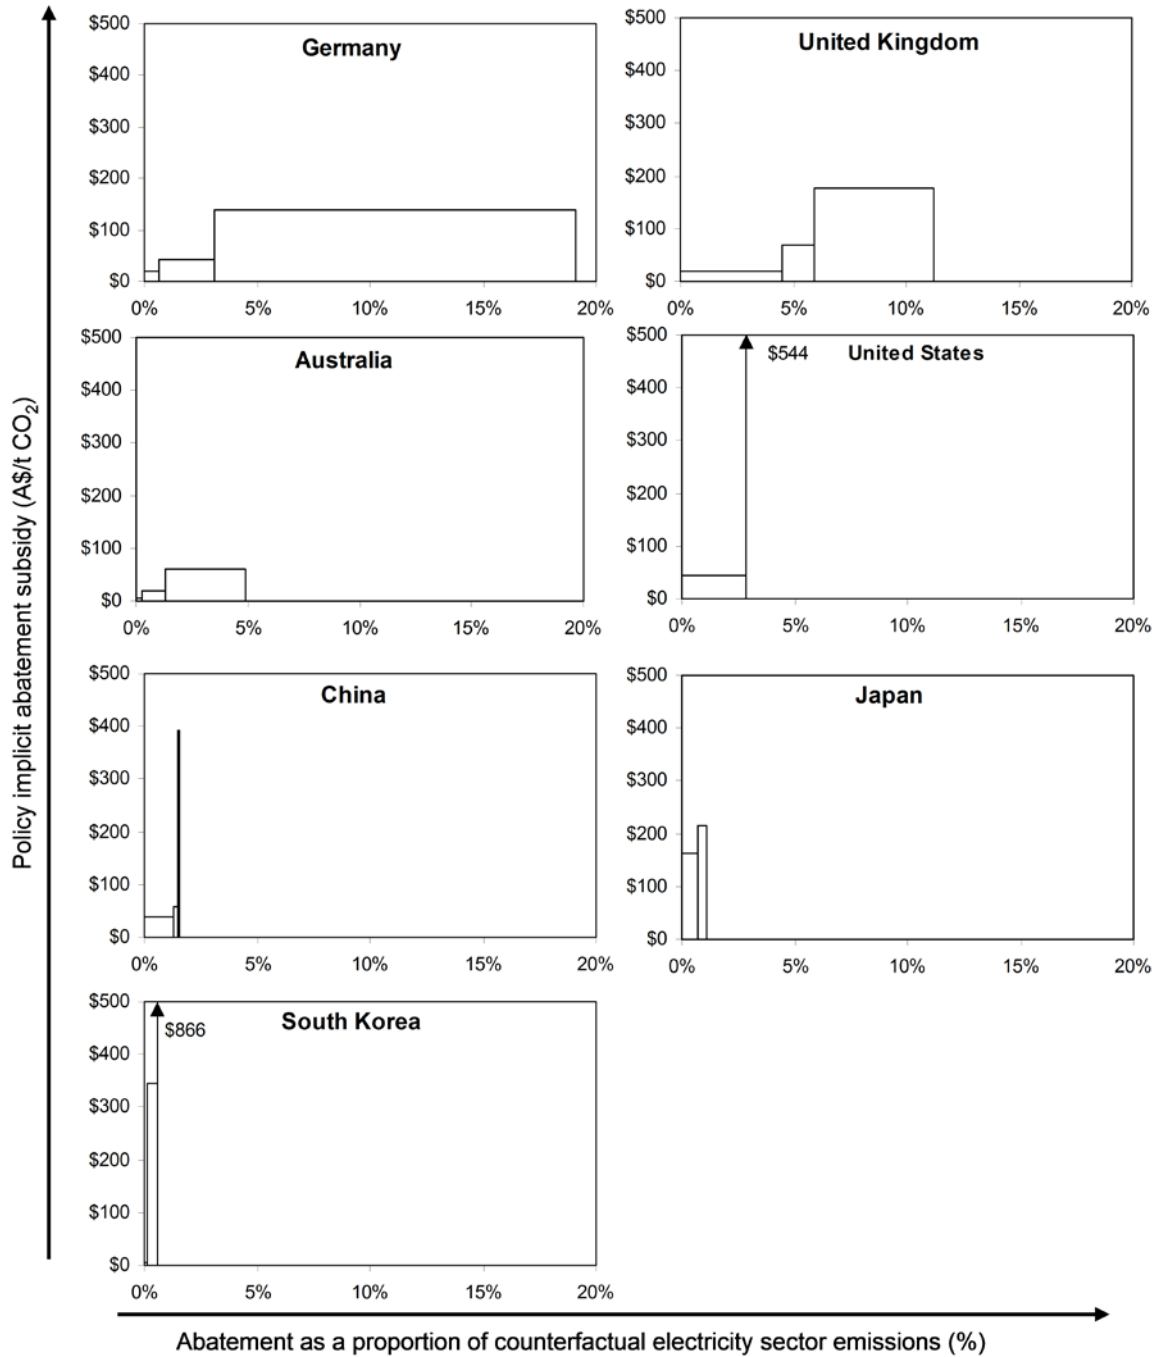 Policy implicit abatement subsidy (A$/t CO2)
Germany
$500
$400
$300
$200
$100
$0
0% 5% 10% 15% 20%
United Kingdom
$500
$400
$300
$200
$100
$0
0% 5% 10% 15% 20%
Australia
$500
$400
$300
$200
$100
$0
0% 5% 10% 15% 20%
$544 United States
$500
$400
$300
$200
$100
$0
0% 5% 10% 15% 20%
China
$500
$400
$300
$200
$100
$0
0% 5% 10% 15% 20%
Japan
$500
$400
$300
$200
$100
$0
0% 5% 10% 15% 20%
South Korea
$866
$500
$400
$300
$200
$100
$0
0% 5% 10% 15% 20%
Abatement as a proportion of counterfactual electricity sector emissions (%)